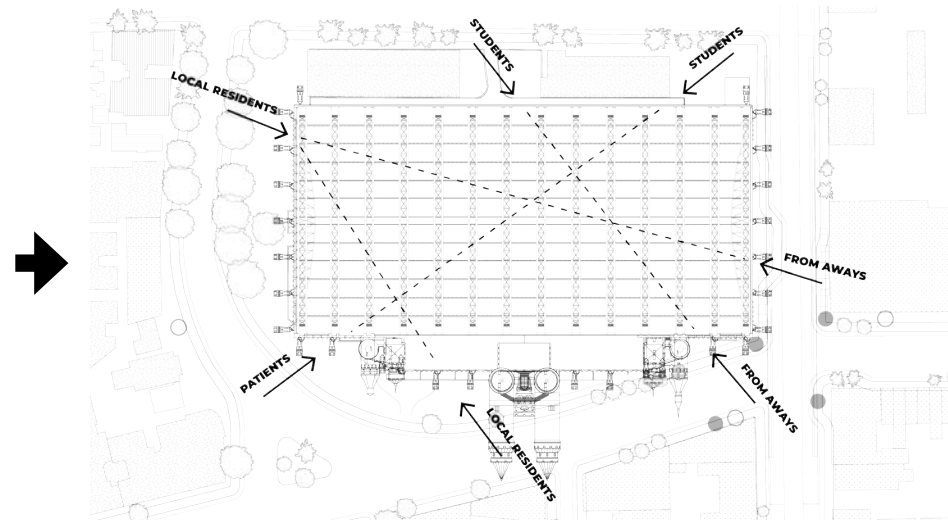 STUDENTS
STUDENTS
LOCAL RESIDENTS
FROM AWAYS
PATIENTS
FROM AWAYS
LOCAL RESIDENTS